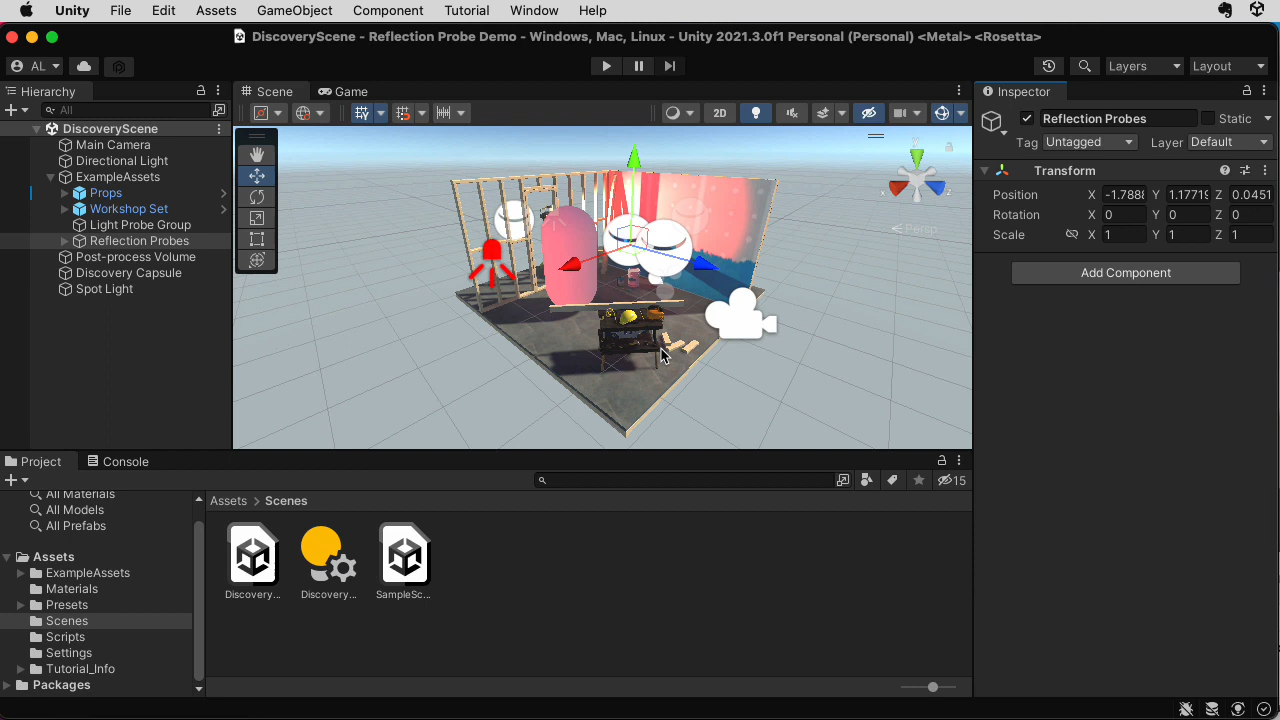 Unity File Edit Assets GameObject Component Tutorial Window Help
DiscoveryScene - Reflection Probe Demo - Windows, Mac, Linux - Unity 2021.3.0f1 Personal (Personal) <Metal> <Rosetta>
AL Layers Layout
Hierarchy
All
DiscoveryScene
Main Camera
Directional Light
ExampleAssets
Props
Workshop Set
Light Probe Group
Reflection Probes
Post-process Volume
Discovery Capsule
Spot Light
Scene Game
2D
y
x
z
Persp
Inspector
Reflection Probes Static
Tag Untagged Layer Default
Transform
Position X -1.788 Y 1.1771 Z 0.0451
Rotation X 0 Y 0 Z 0
Scale X 1 Y 1 Z 1
Add Component
Project Console
15
All Materials
All Models
All Prefabs
Assets
ExampleAssets
Materials
Presets
Scenes
Scripts
Settings
Tutorial_Info
Packages
Assets > Scenes
Discovery... Discovery... SampleSc...